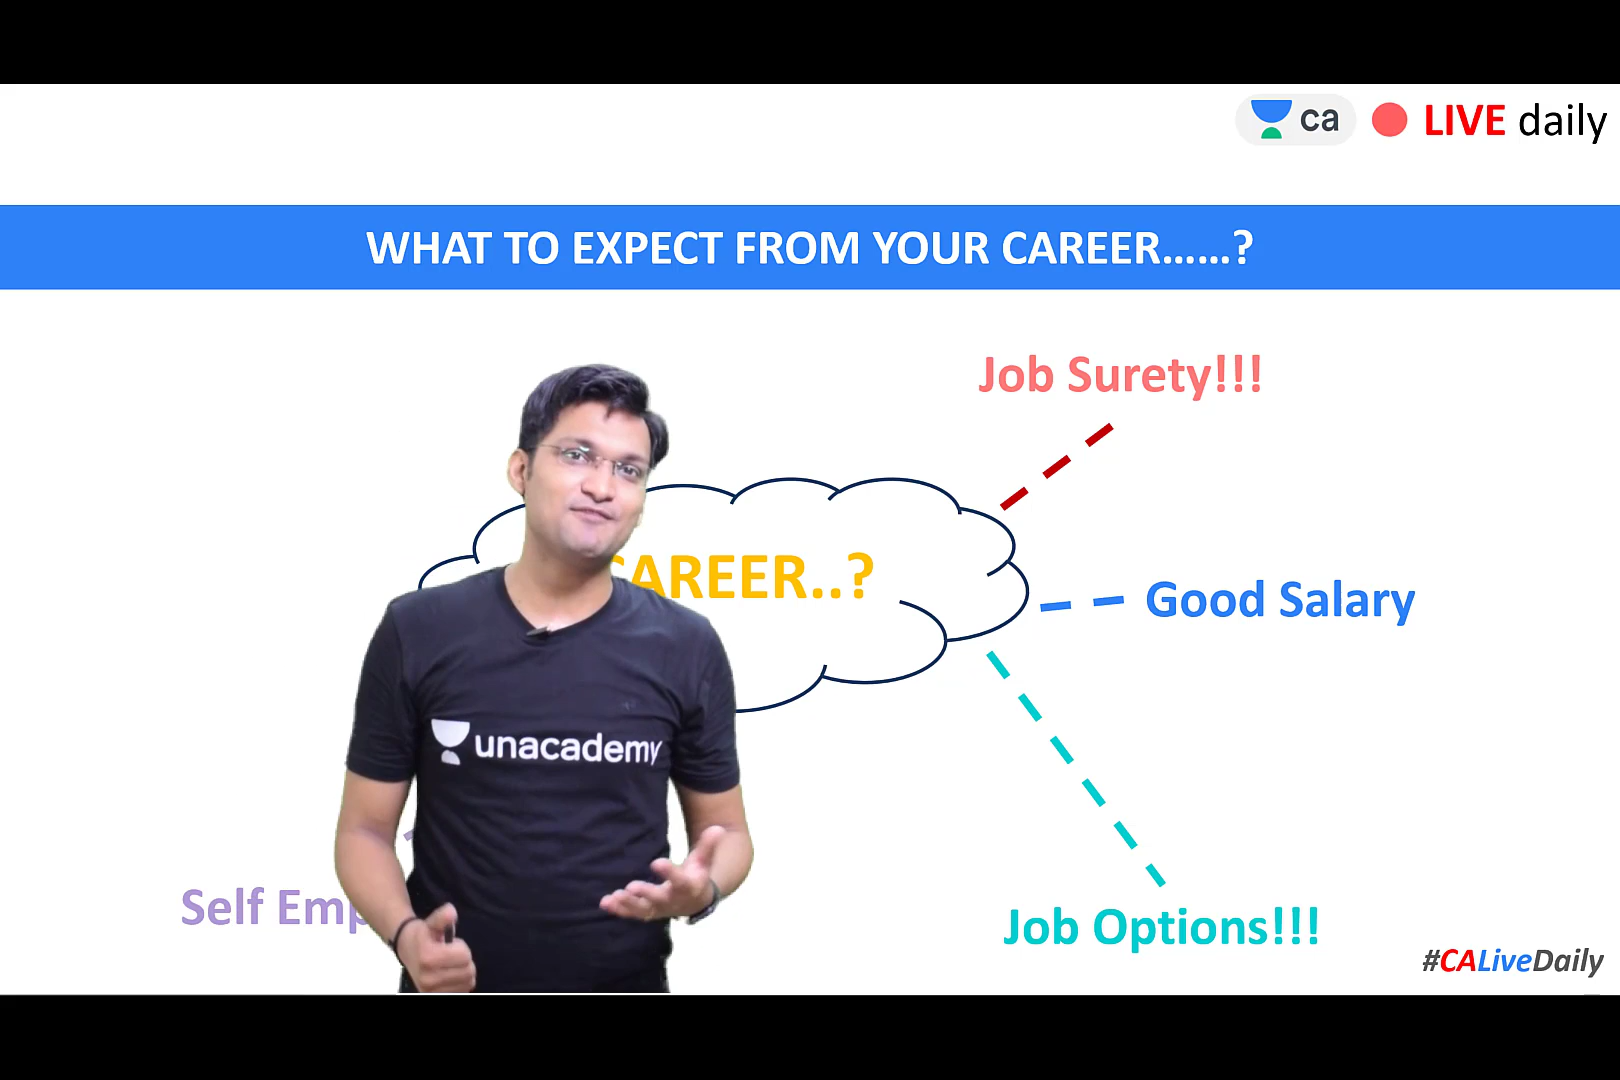 ca LIVE daily
WHAT TO EXPECT FROM YOUR CAREER......?
Job Surety!!!
CAREER..?
Good Salary
unacademy
Self Emp
Job Options!!!
#CALiveDaily